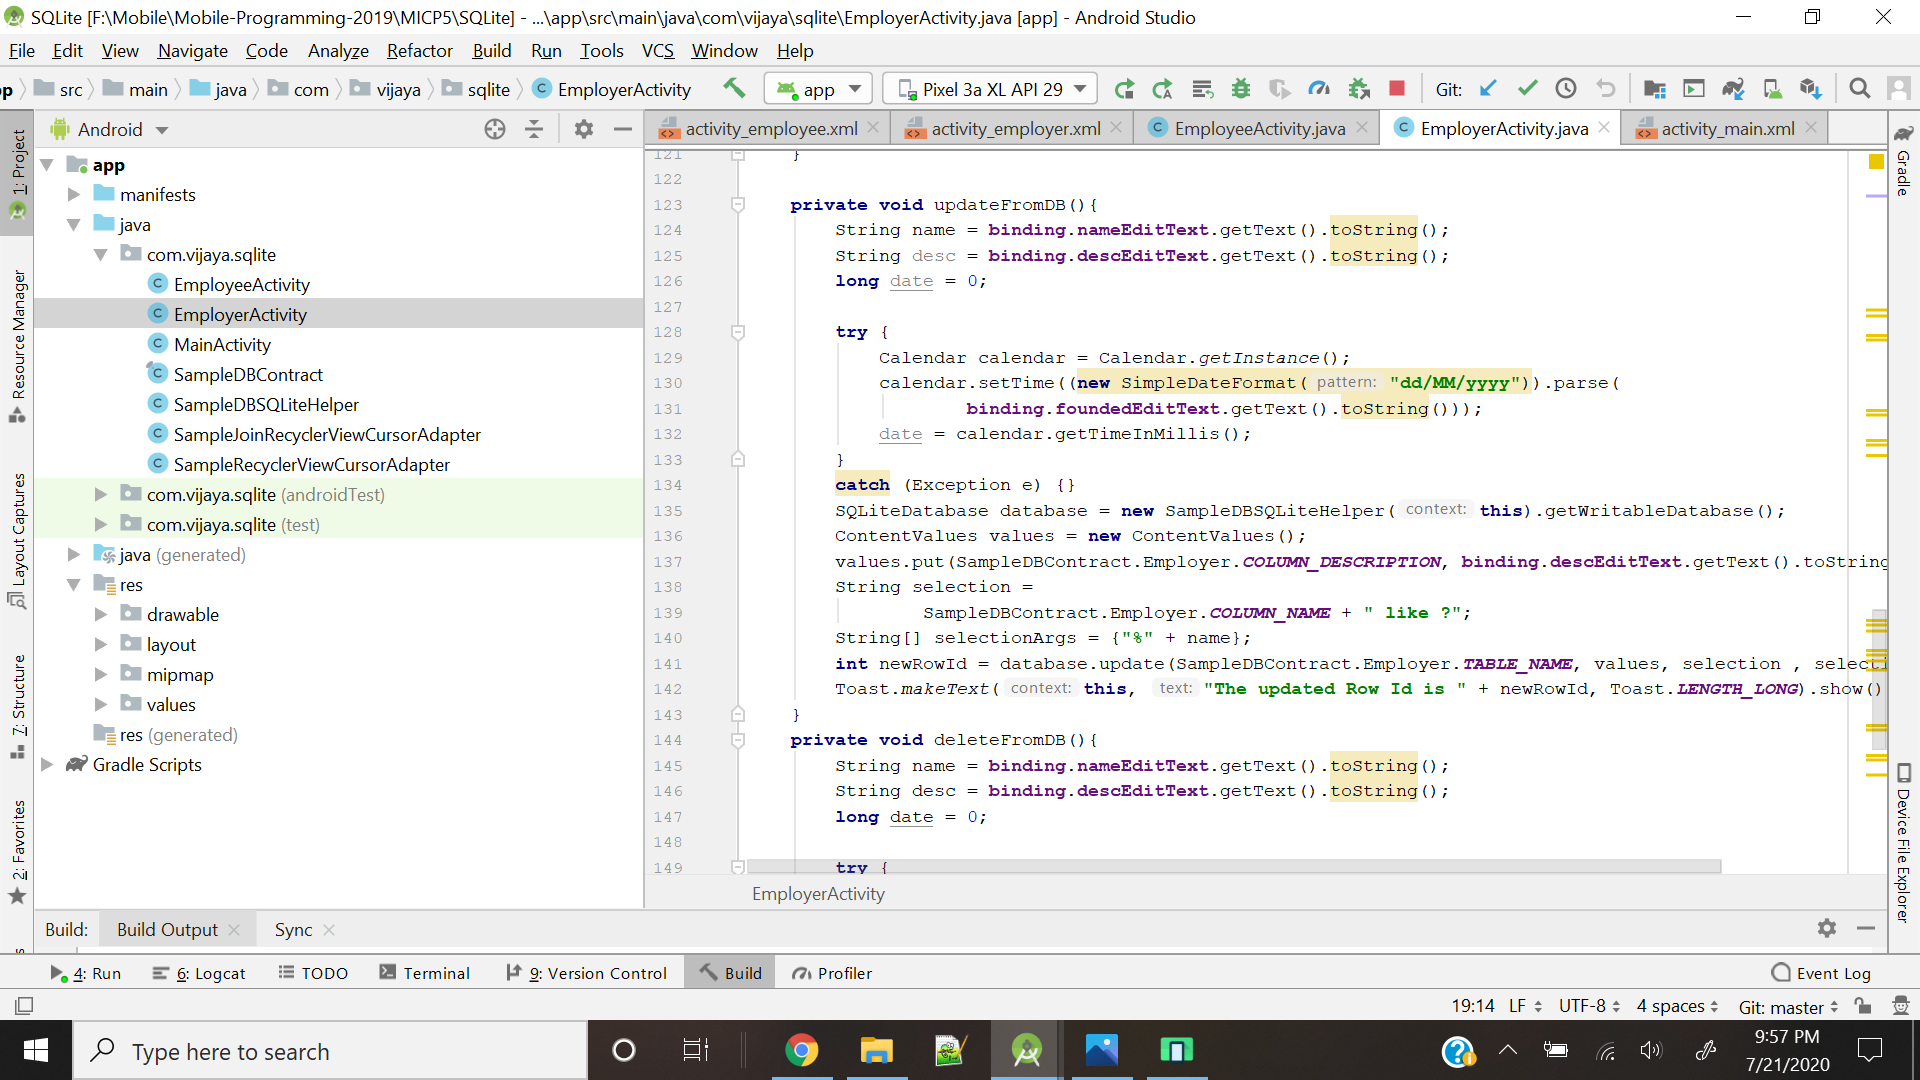 SQLite [F:\Mobile\Mobile-Programming-2019\MICP5\SQLite] - ...\app\src\main\java\com\vijaya\sqlite\EmployerActivity.java [app] - Android Studio
File Edit View Navigate Code Analyze Refactor Build Run Tools VCS Window Help
pp src main java com vijaya sqlite EmployerActivity app Pixel 3a XL API 29 Git:
Android activity_employee.xml activity_employer.xml EmployeeActivity.java EmployerActivity.java activity_main.xml
1: Project
Resource Manager
Layout Captures
7: Structure
2: Favorites
app
manifests
java
com.vijaya.sqlite
EmployeeActivity
EmployerActivity
MainActivity
SampleDBContract
SampleDBSQLiteHelper
SampleJoinRecyclerViewCursorAdapter
SampleRecyclerViewCursorAdapter
com.vijaya.sqlite (androidTest)
com.vijaya.sqlite (test)
java (generated)
res
drawable
layout
mipmap
values
res (generated)
Gradle Scripts
121 }
122
123 private void updateFromDB(){
124 String name = binding.nameEditText.getText().toString();
125 String desc = binding.descEditText.getText().toString();
126 long date = 0;
127
128 try {
129 Calendar calendar = Calendar.getInstance();
130 calendar.setTime((new SimpleDateFormat( pattern: "dd/MM/yyyy")).parse(
131 binding.foundedEditText.getText().toString()));
132 date = calendar.getTimeInMillis();
133 }
134 catch (Exception e) {}
135 SQLiteDatabase database = new SampleDBSQLiteHelper( context: this).getWritableDatabase();
136 ContentValues values = new ContentValues();
137 values.put(SampleDBContract.Employer.COLUMN_DESCRIPTION, binding.descEditText.getText().toString
138 String selection =
139 SampleDBContract.Employer.COLUMN_NAME + " like ?";
140 String[] selectionArgs = {"%" + name};
141 int newRowId = database.update(SampleDBContract.Employer.TABLE_NAME, values, selection , selecti
142 Toast.makeText( context: this, text: "The updated Row Id is " + newRowId, Toast.LENGTH_LONG).show()
143 }
144 private void deleteFromDB(){
145 String name = binding.nameEditText.getText().toString();
146 String desc = binding.descEditText.getText().toString();
147 long date = 0;
148
149 try {
EmployerActivity
Gradle
Device File Explorer
Build: Build Output Sync
4: Run 6: Logcat TODO Terminal 9: Version Control Build Profiler Event Log
19:14 LF UTF-8 4 spaces Git: master
Type here to search
9:57 PM
7/21/2020